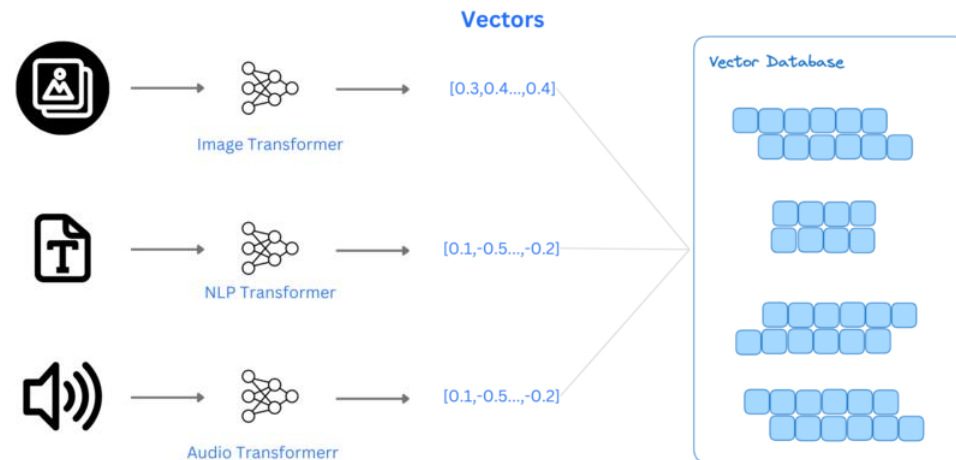 Vectors
Vector Database
[0.3,0.4...,0.4]
Image Transformer
T
[0.1,-0.5...,-0.2]
NLP Transformer
[0.1,-0.5...,-0.2]
Audio Transformerr